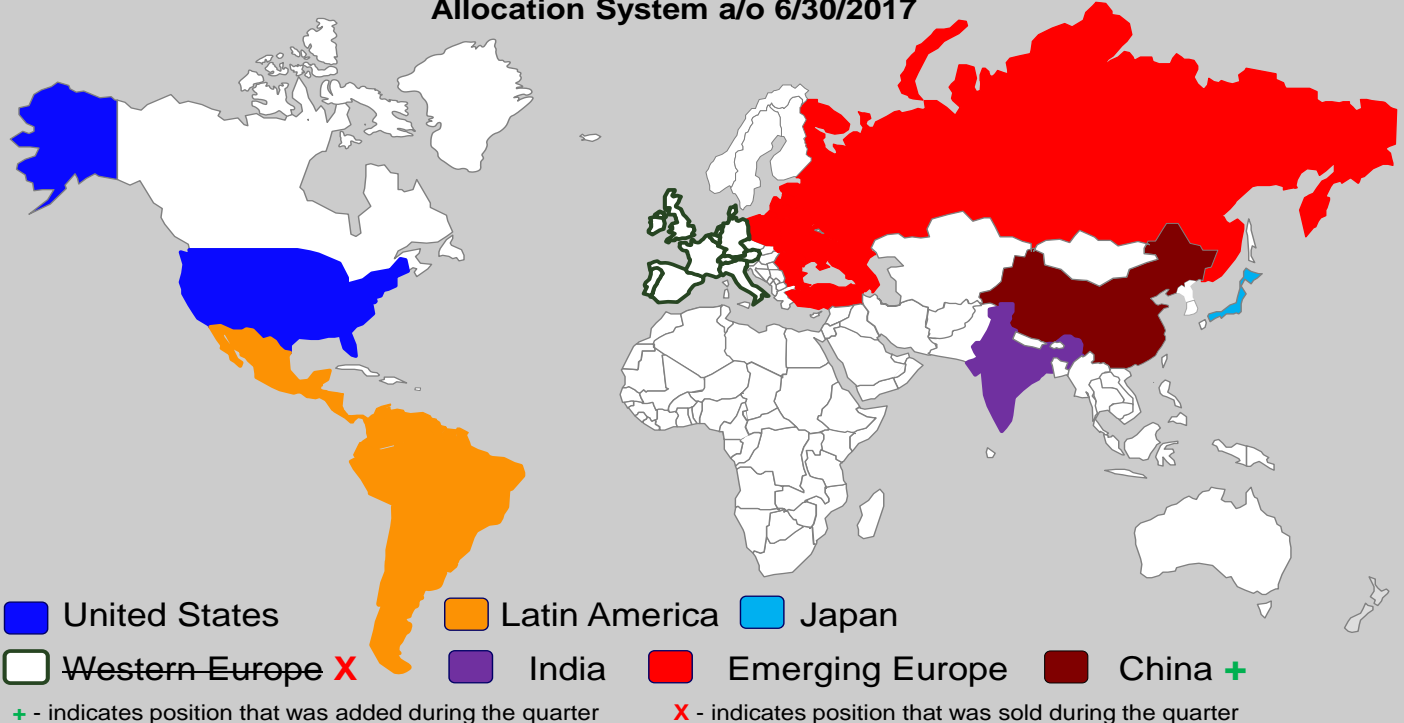 Allocation System a/o 6/30/2017
United States Latin America Japan
Western Europe X India Emerging Europe China +
+ - indicates position that was added during the quarter X - indicates position that was sold during the quarter